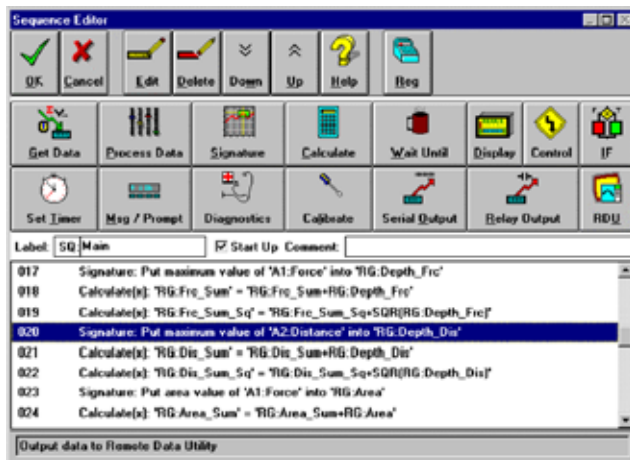 Sequence Editor
OK Cancel Edit Delete Down Up Help Reg
Get Data Process Data Signature Calculate Wait Until Display Control IF
Set Timer Msg / Prompt Diagnostics Calibrate Serial Output Relay Output RDU
Label: SQ: Main Start Up Comment:
017 Signature: Put maximum value of 'A1:Force' into 'RG:Depth_Frc'
018 Calculate(x): 'RG:Frc_Sum' = 'RG:Frc_Sum+RG:Depth_Frc'
019 Calculate(x): 'RG:Frc_Sum_Sq' = 'RG:Frc_Sum_Sq+SQR(RG:Depth_Frc)'
020 Signature: Put maximum value of 'A2:Distance' into 'RG:Depth_Dis'
021 Calculate(x): 'RG:Dis_Sum' = 'RG:Dis_Sum+RG:Depth_Dis'
022 Calculate(x): 'RG:Dis_Sum_Sq' = 'RG:Dis_Sum_Sq+SQR(RG:Depth_Dis)'
023 Signature: Put area value of 'A1:Force' into 'RG:Area'
024 Calculate(x): 'RG:Area_Sum' = 'RG:Area_Sum+RG:Area'
Output data to Remote Data Utility